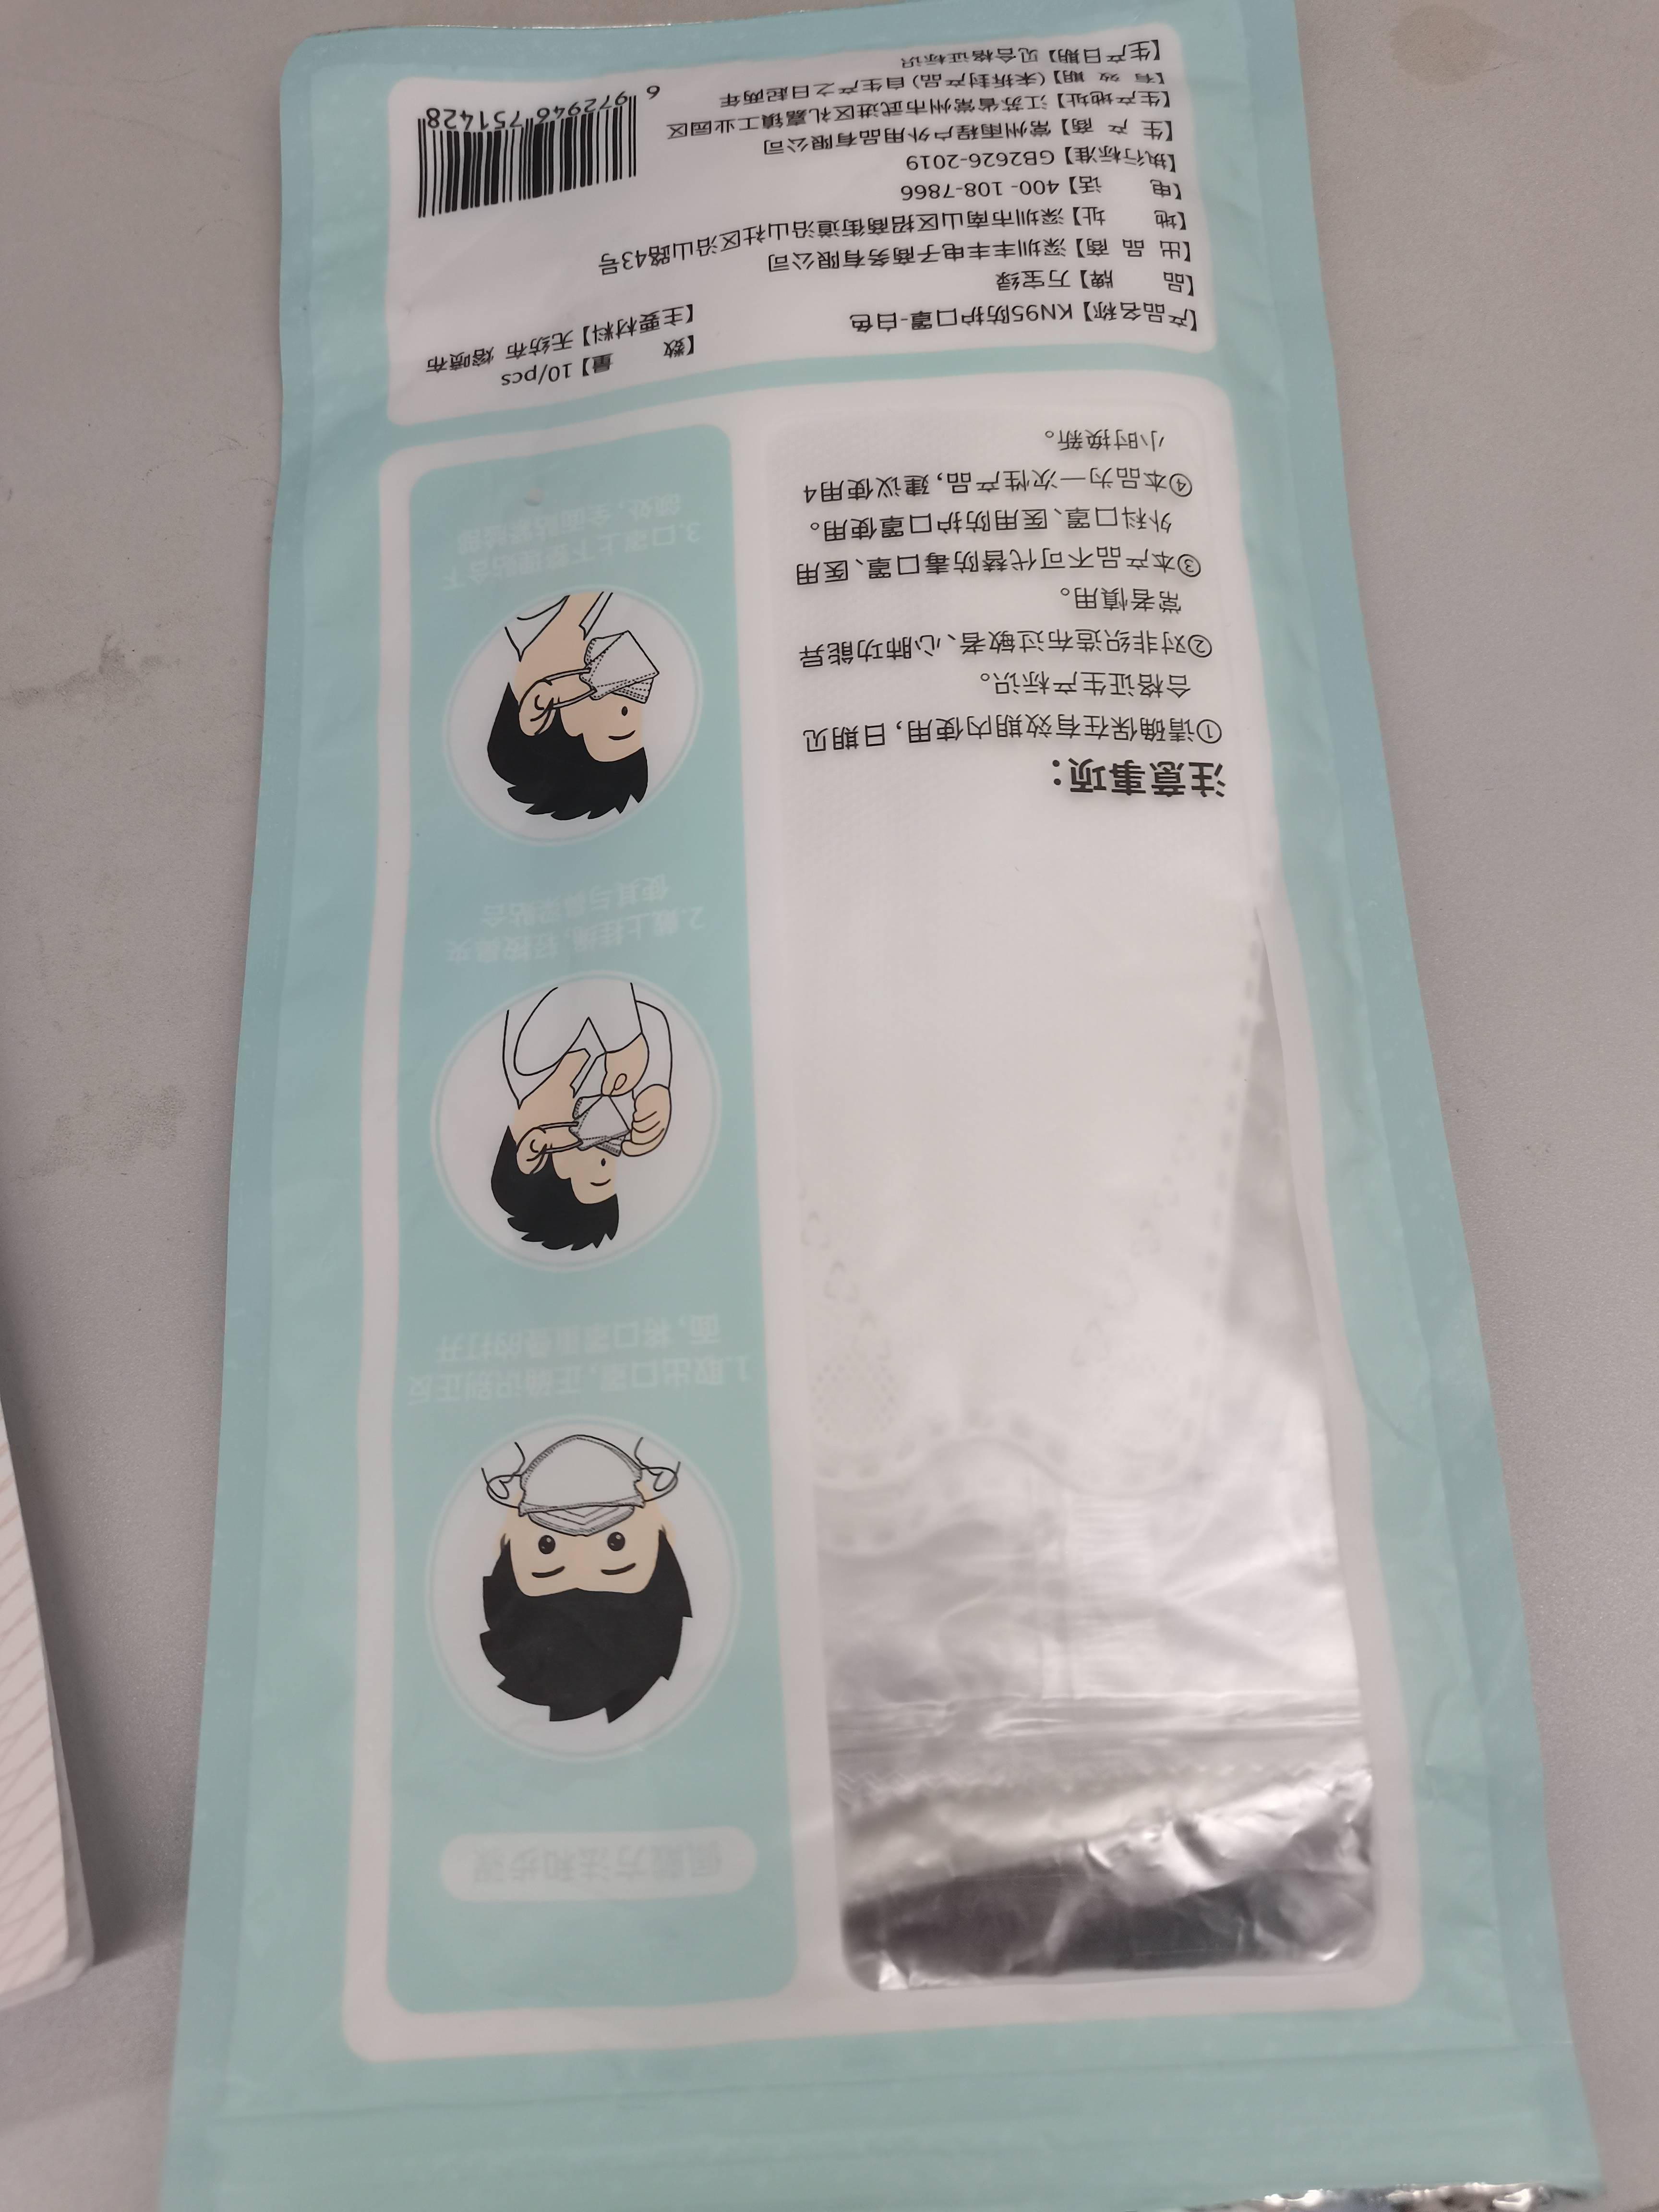 佩戴方法和步骤
1.取出口罩,正确识别正反
面,将口罩重叠的打开
2.戴上挂绳,轻按鼻夹
使其与鼻梁贴合
3.口罩上下整理贴合下
颌处,全面贴紧脸部
注意事项：
①请确保在有效期内使用,日期见
合格证生产标识。
②对非织造布过敏者、心肺功能异
常者慎用。
③本产品不可代替防毒口罩、医用
外科口罩、医用防护口罩使用。
④本品为一次性产品,建议使用4
小时换新。
【产品名称】KN95防护口罩-白色
【品 牌】万宝绿
【出 品 商】深圳丰丰电子商务有限公司
【地 址】深圳市南山区招商街道沿山社区沿山路43号
【电 话】400-108-7866
【执行标准】GB2626-2019
【生 产 商】常州雨程户外用品有限公司
【生产地址】江苏省常州市武进区礼嘉镇工业园区
【有 效 期】(未拆封产品)自生产之日起两年
【生产日期】见合格证标识
【数 量】10/pcs
【主要材料】无纺布 熔喷布
6 972946 751428